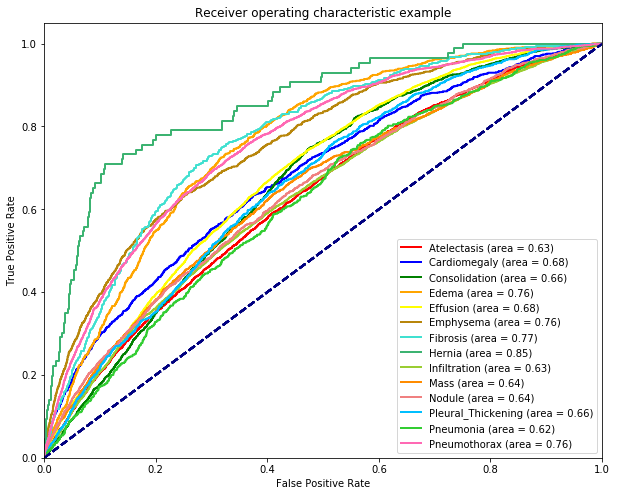 Receiver operating characteristic example
True Positive Rate
1.0
0.8
0.6
0.4
0.2
0.0
Atelectasis (area = 0.63)
Cardiomegaly (area = 0.68)
Consolidation (area = 0.66)
Edema (area = 0.76)
Effusion (area = 0.68)
Emphysema (area = 0.76)
Fibrosis (area = 0.77)
Hernia (area = 0.85)
Infiltration (area = 0.63)
Mass (area = 0.64)
Nodule (area = 0.64)
Pleural_Thickening (area = 0.66)
Pneumonia (area = 0.62)
Pneumothorax (area = 0.76)
0.0 0.2 0.4 0.6 0.8 1.0
False Positive Rate